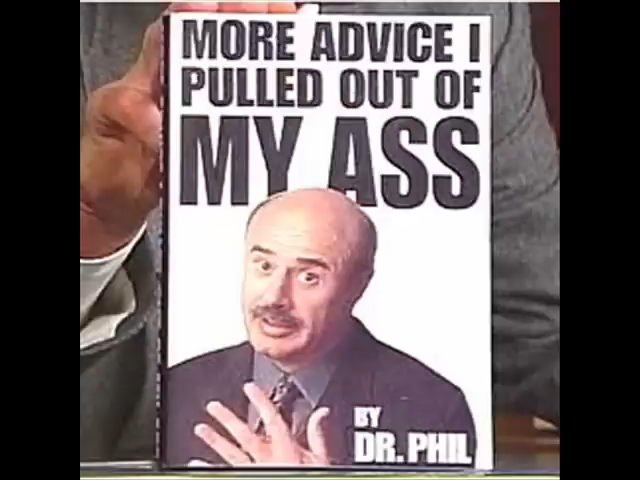 MORE ADVICE I
PULLED OUT OF
MY ASS
BY
DR. PHIL